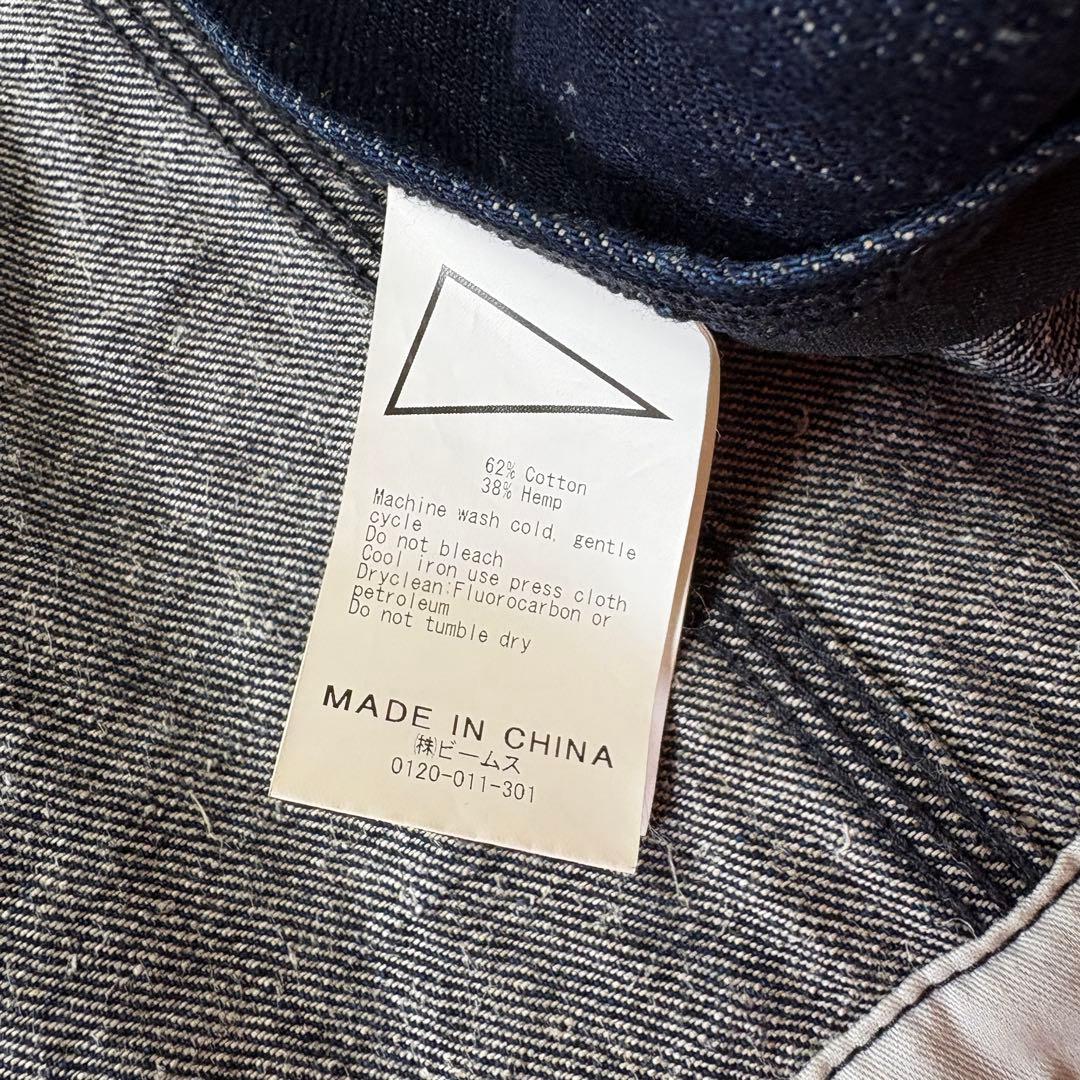 62% Cotton
38% Hemp
Machine wash cold, gentle
cycle
Do not bleach
Cool iron use press cloth
Dryclean:Fluorocarbon or
petroleum
Do not tumble dry
MADE IN CHINA
㈱ビームス
0120-011-301